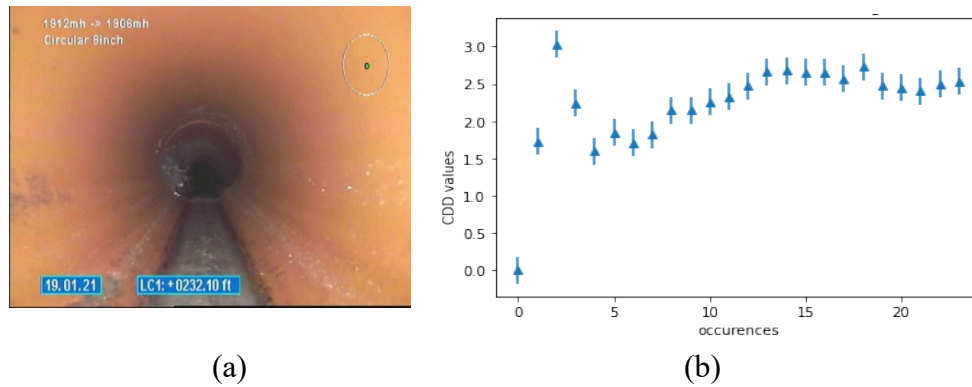 1912mh -> 1906mh
Circular 8inch
19.01.21
LC1: +0232.10 ft
CDD values
3.0
2.5
2.0
1.5
1.0
0.5
0.0
0 5 10 15 20
occurences
(a) (b)